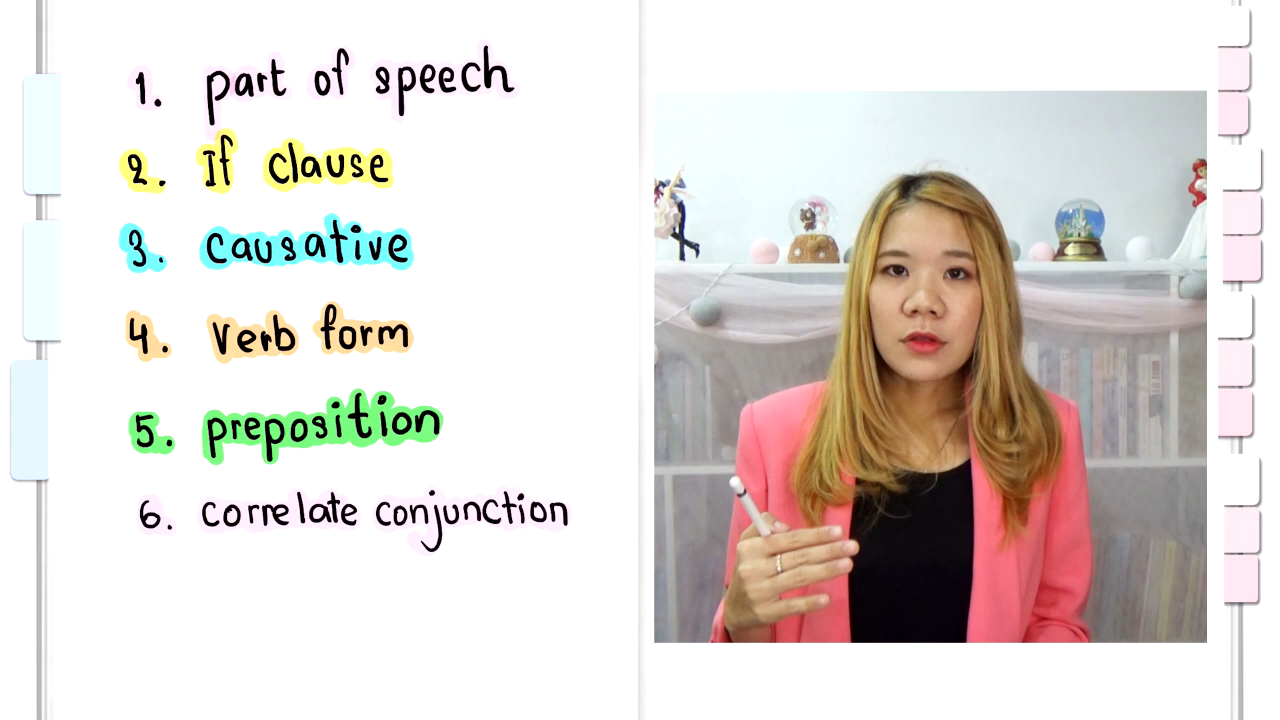 1. part of speech
2. If clause
3. causative
4. verb form
5. preposition
6. correlate conjunction